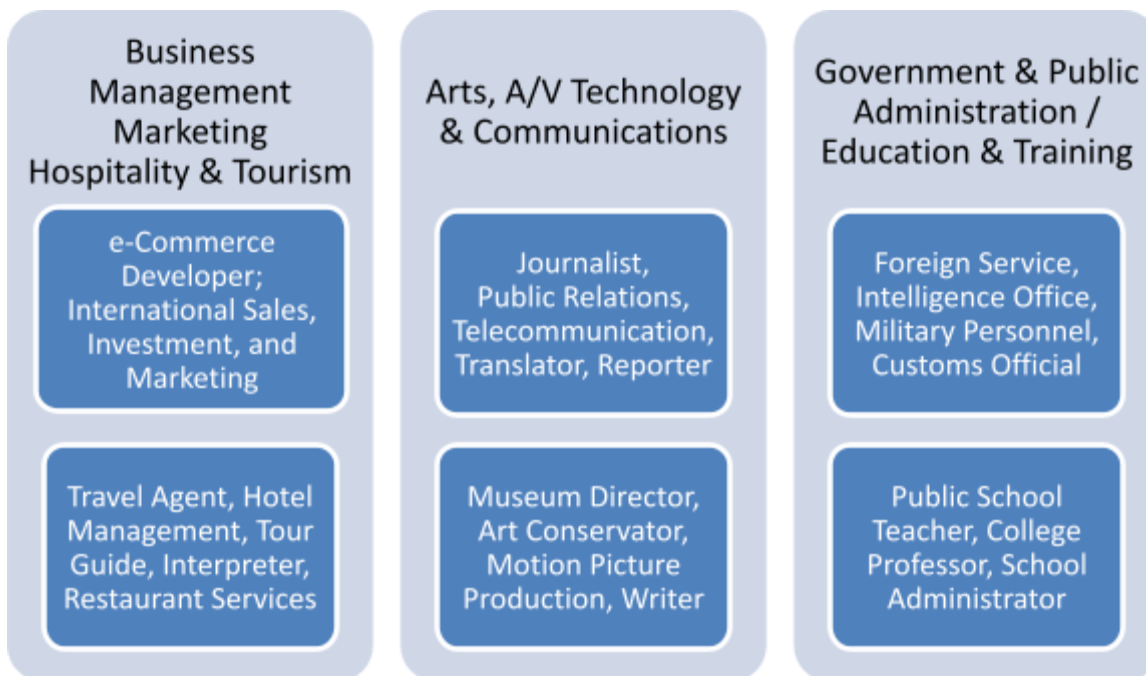 Business
Management
Marketing
Hospitality & Tourism
e-Commerce
Developer;
International Sales,
Investment, and
Marketing
Travel Agent, Hotel
Management, Tour
Guide, Interpreter,
Restaurant Services
Arts, A/V Technology
& Communications
Journalist,
Public Relations,
Telecommunication,
Translator, Reporter
Museum Director,
Art Conservator,
Motion Picture
Production, Writer
Government & Public
Administration /
Education & Training
Foreign Service,
Intelligence Office,
Military Personnel,
Customs Official
Public School
Teacher, College
Professor, School
Administrator